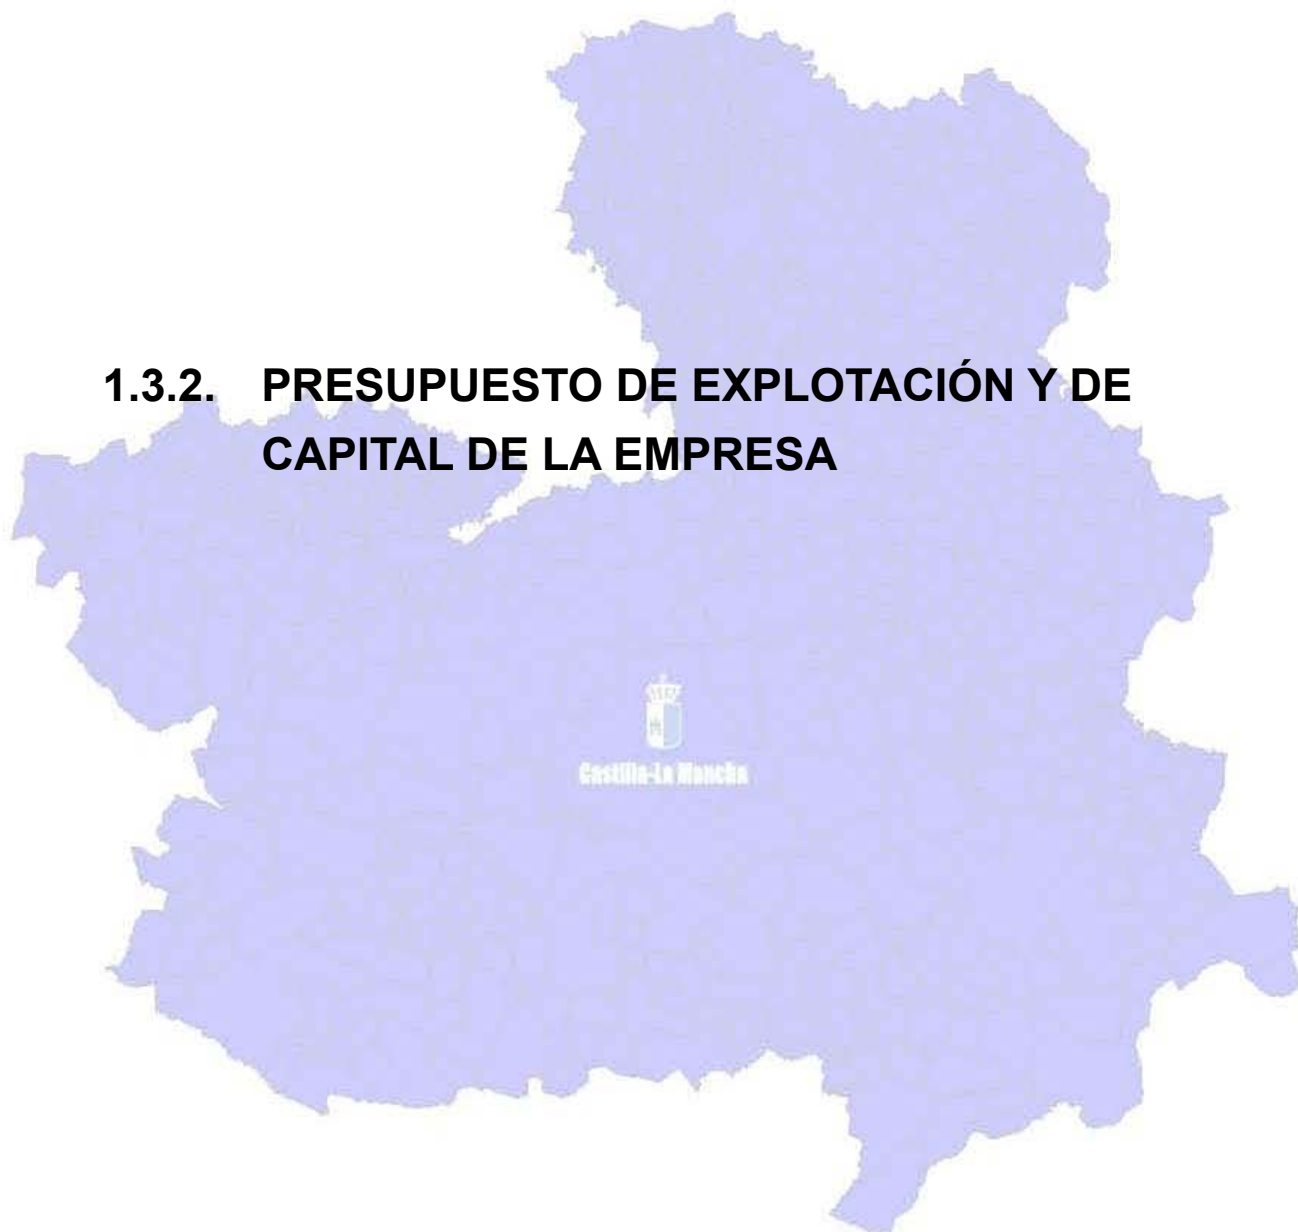 1.3.2. PRESUPUESTO DE EXPLOTACIÓN Y DE
CAPITAL DE LA EMPRESA
Castilla-La Mancha